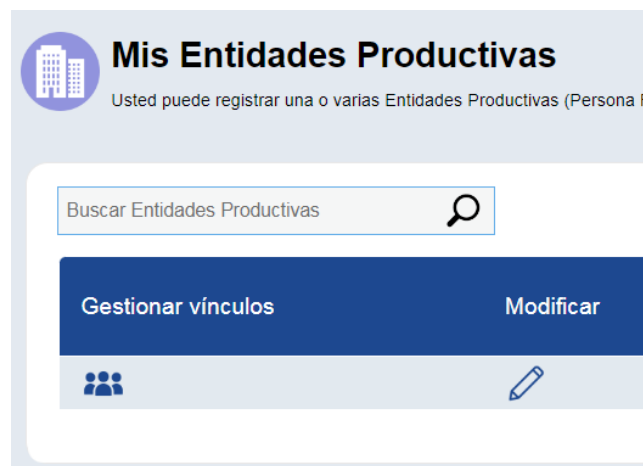 Mis Entidades Productivas
Usted puede registrar una o varias Entidades Productivas (Persona
Buscar Entidades Productivas
Gestionar vínculos
Modificar